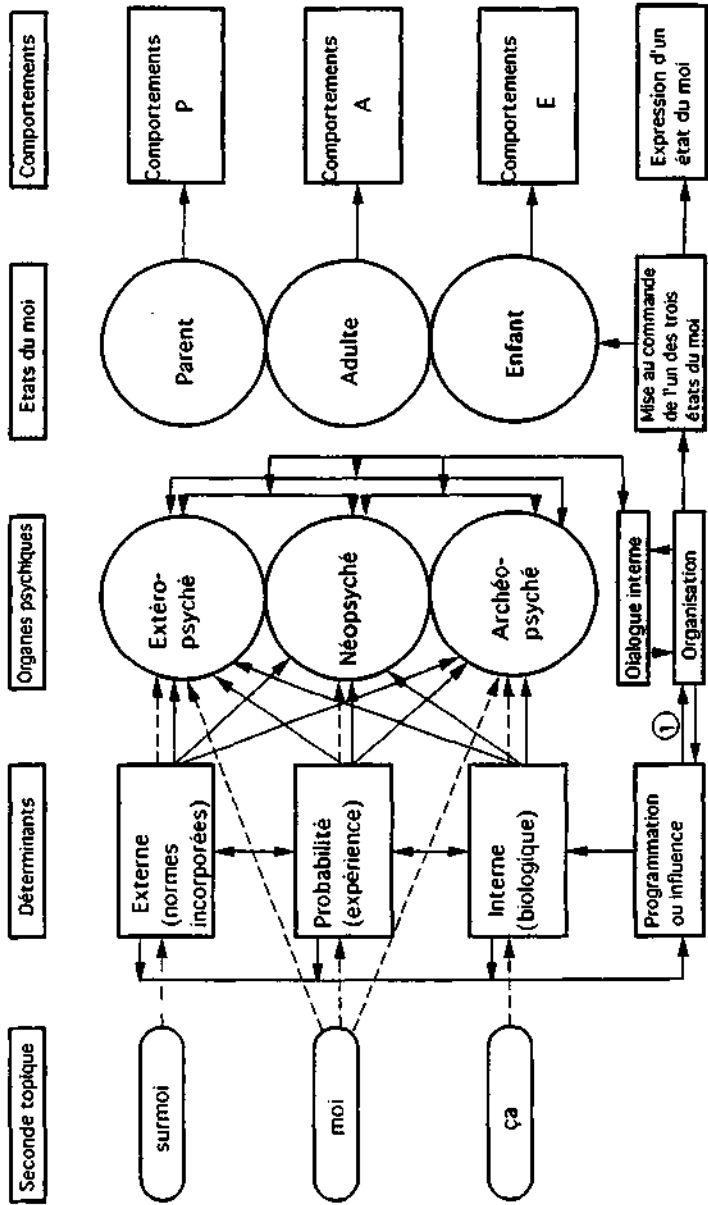 Seconde topique
Déterminants
Organes psychiques
Etats du moi
Comportements
surmoi
Externe
(normes
incorporées)
Extéro-
psyché
Parent
Comportements
P
moi
Probabilité
(expérience)
Néopsyché
Adulte
Comportements
A
ça
Interne
(biologique)
Archéo-
psyché
Enfant
Comportements
E
Programmation
ou influence
1
Dialogue interne
Organisation
Mise au commande
de l'un des trois
états du moi
Expression d'un
état du moi